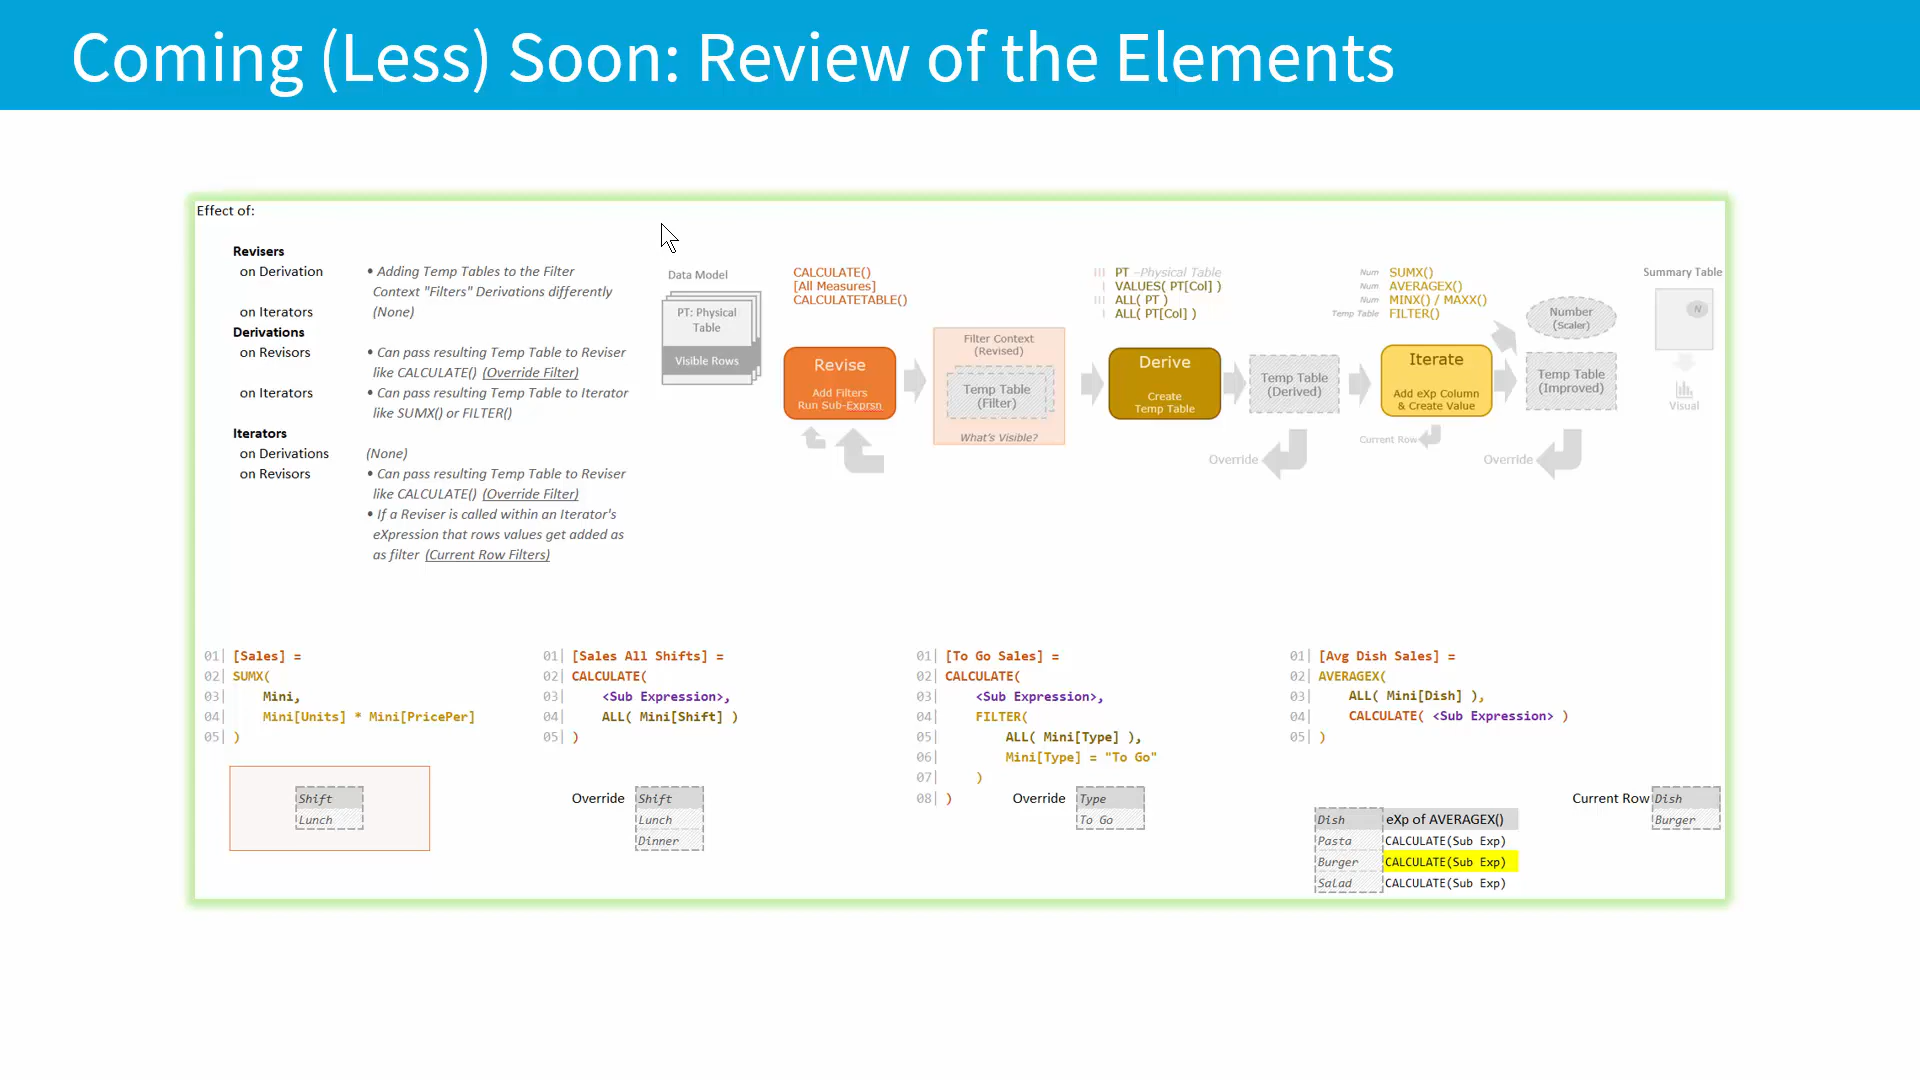 Coming (Less) Soon: Review of the Elements
Effect of:
Revisers
on Derivation
• Adding Temp Tables to the Filter
Context "Filters" Derivations differently
on Iterators
(None)
Derivations
on Revisors
• Can pass resulting Temp Table to Reviser
like CALCULATE() (Override Filter)
on Iterators
• Can pass resulting Temp Table to Iterator
like SUMX() or FILTER()
Iterators
on Derivations
(None)
on Revisors
• Can pass resulting Temp Table to Reviser
like CALCULATE() (Override Filter)
• If a Reviser is called within an Iterator's
eXpression that rows values get added as
as filter (Current Row Filters)
Data Model
PT: Physical
Table
Visible Rows
CALCULATE()
[All Measures]
CALCULATETABLE()
Revise
Add Filters
Run Sub-Exprsn
Filter Context
(Revised)
Temp Table
(Filter)
What's Visible?
III PT -Physical Table
I VALUES( PT[Col] )
III ALL( PT )
I ALL( PT[Col] )
Derive
Create
Temp Table
Temp Table
(Derived)
Override
Num SUMX()
Num AVERAGEX()
Num MINX() / MAXX()
Temp Table FILTER()
Iterate
Add eXp Column
& Create Value
Current Row
Number
(Scaler)
Temp Table
(Improved)
Override
Summary Table
N
Visual
01| [Sales] =
02| SUMX(
03| Mini,
04| Mini[Units] * Mini[PricePer]
05| )
Shift
Lunch
01| [Sales All Shifts] =
02| CALCULATE(
03| <Sub Expression>,
04| ALL( Mini[Shift] )
05| )
Override
Shift
Lunch
Dinner
01| [To Go Sales] =
02| CALCULATE(
03| <Sub Expression>,
04| FILTER(
05| ALL( Mini[Type] ),
06| Mini[Type] = "To Go"
07| )
08| )
Override
Type
To Go
01| [Avg Dish Sales] =
02| AVERAGEX(
03| ALL( Mini[Dish] ),
04| CALCULATE( <Sub Expression> )
05| )
Current Row
Dish
Burger
Dish eXp of AVERAGEX()
Pasta CALCULATE(Sub Exp)
Burger CALCULATE(Sub Exp)
Salad CALCULATE(Sub Exp)